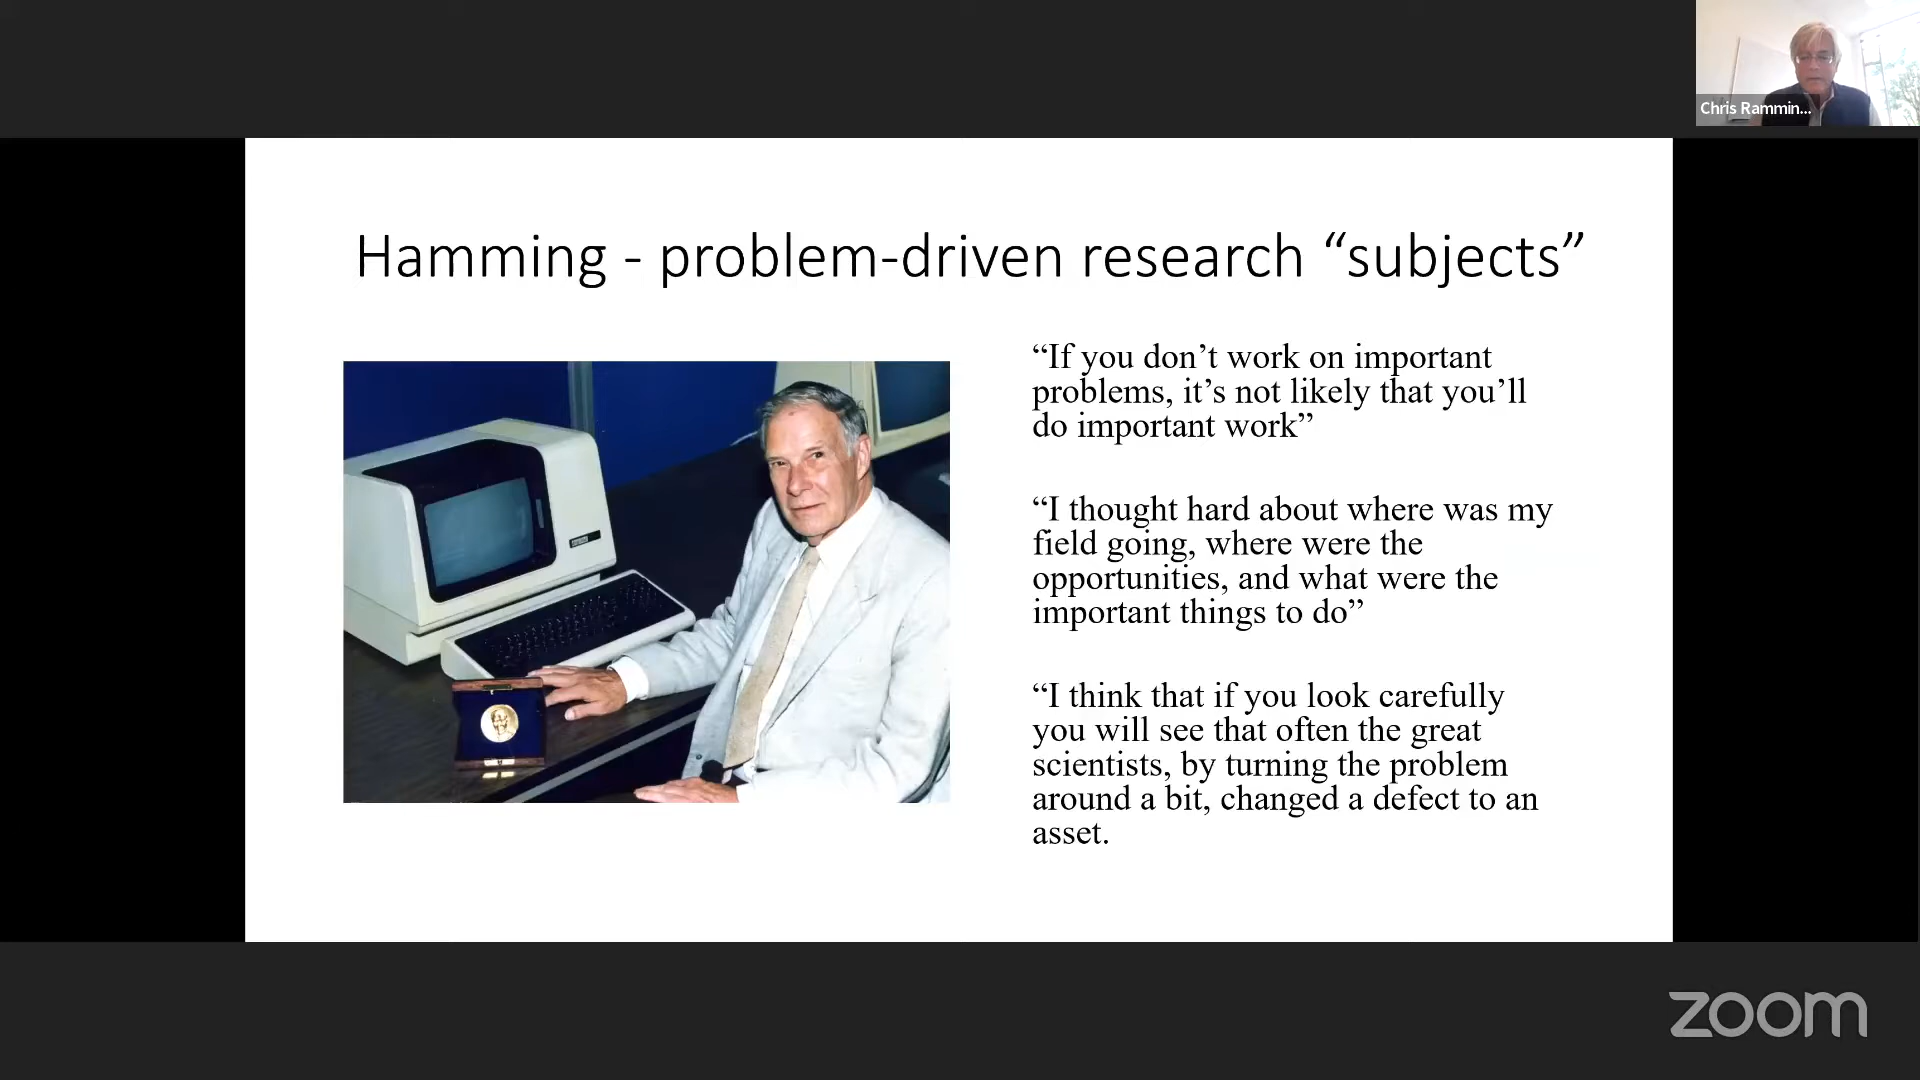 Chris Rammin...
Hamming - problem-driven research “subjects”
“If you don’t work on important
problems, it’s not likely that you’ll
do important work”
“I thought hard about where was my
field going, where were the
opportunities, and what were the
important things to do”
“I think that if you look carefully
you will see that often the great
scientists, by turning the problem
around a bit, changed a defect to an
asset.
zoom